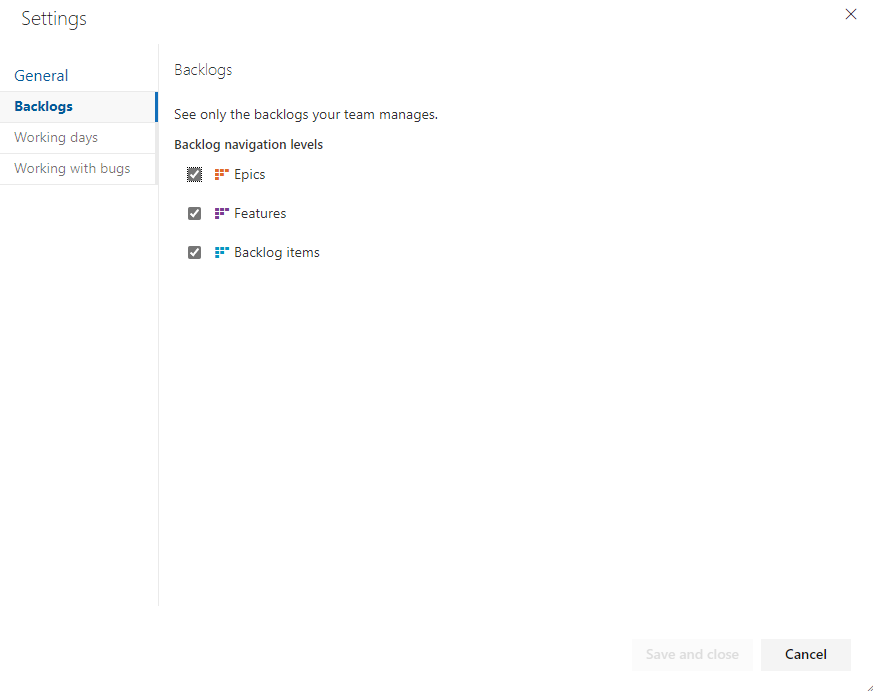 Settings
General
Backlogs
Working days
Working with bugs
Backlogs
See only the backlogs your team manages.
Backlog navigation levels
Epics
Features
Backlog items
Save and close
Cancel